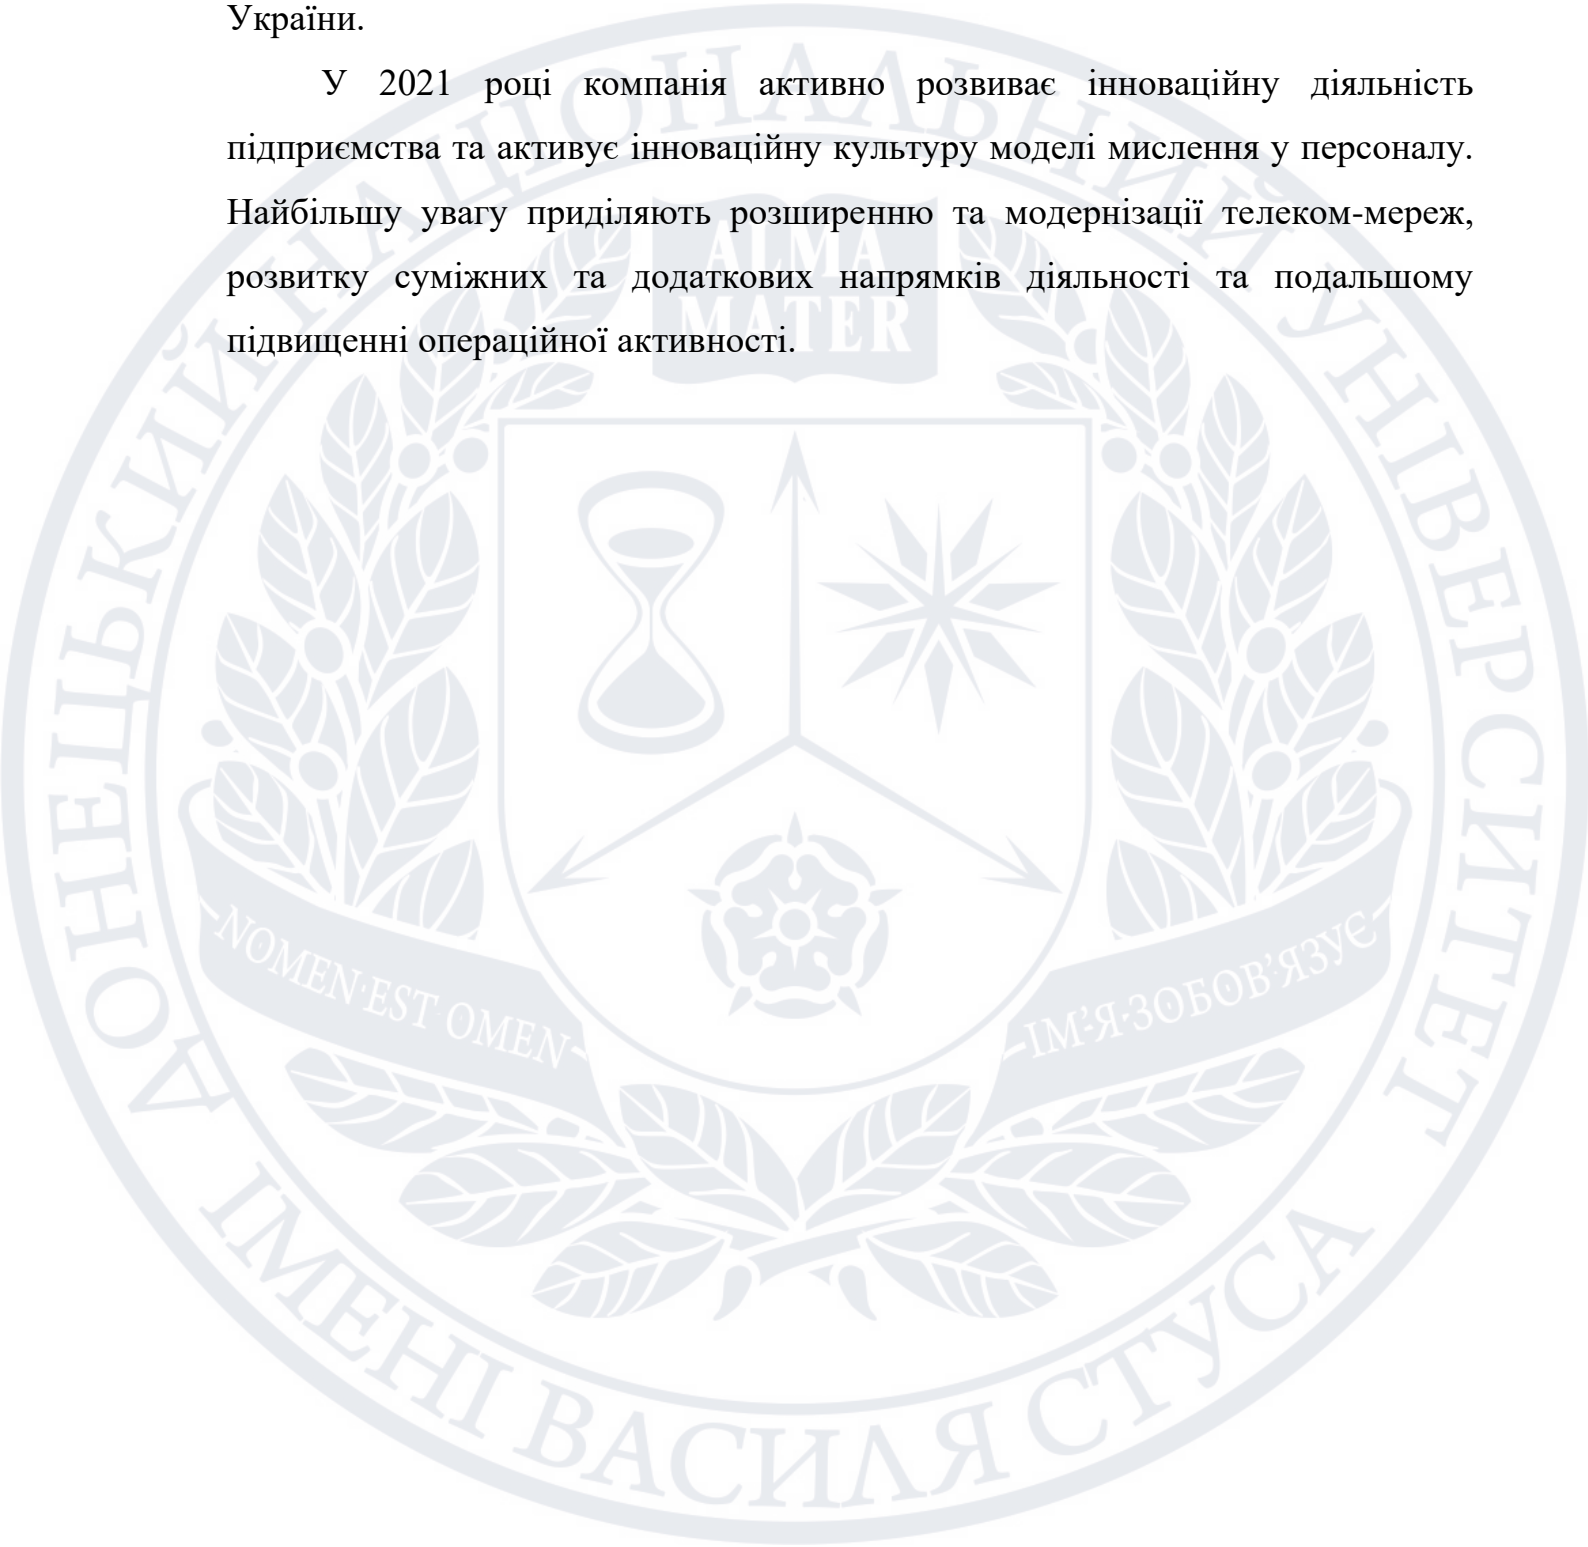 України.
У 2021 році компанія активно розвиває інноваційну діяльність
підприємства та активує інноваційну культуру моделі мислення у персоналу.
Найбільшу увагу приділяють розширенню та модернізації телеком-мереж,
розвитку суміжних та додаткових напрямків діяльності та подальшому
підвищенні операційної активності.
ДОНЕЦЬКИЙ НАЦІОНАЛЬНИЙ УНІВЕРСИТЕТ
ІМЕНІ ВАСИЛЯ СТУСА
ALMA
MATER
NOMEN·EST·OMEN
ІМ'Я·ЗОБОВ'ЯЗУЄ